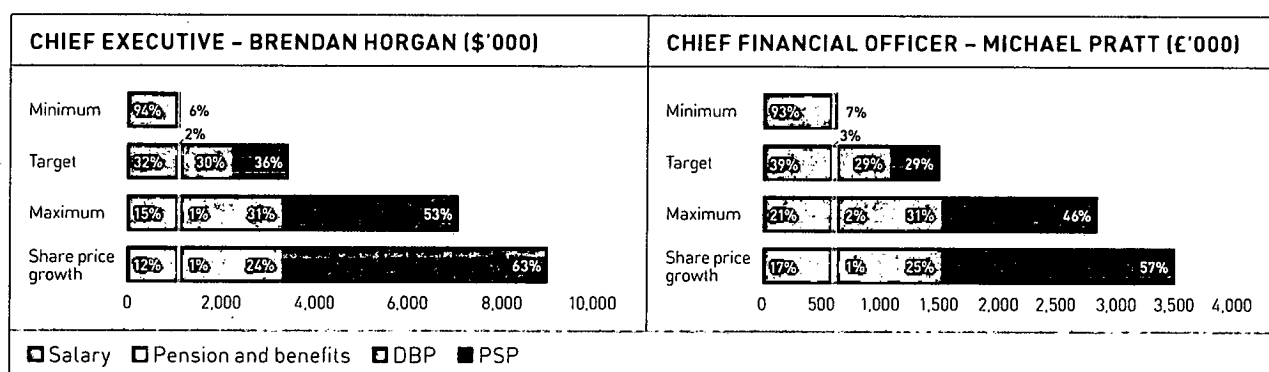 CHIEF EXECUTIVE – BRENDAN HORGAN ($'000)
Minimum 94% 6%
2%
Target 32% 30% 36%
Maximum 15% 1% 31% 53%
Share price
growth 12% 1% 24% 63%
0 2,000 4,000 6,000 8,000 10,000
CHIEF FINANCIAL OFFICER – MICHAEL PRATT (£'000)
Minimum 93% 7%
3%
Target 39% 29% 29%
Maximum 21% 2% 31% 46%
Share price
growth 17% 1% 25% 57%
0 500 1,000 1,500 2,000 2,500 3,000 3,500 4,000
Salary Pension and benefits DBP PSP